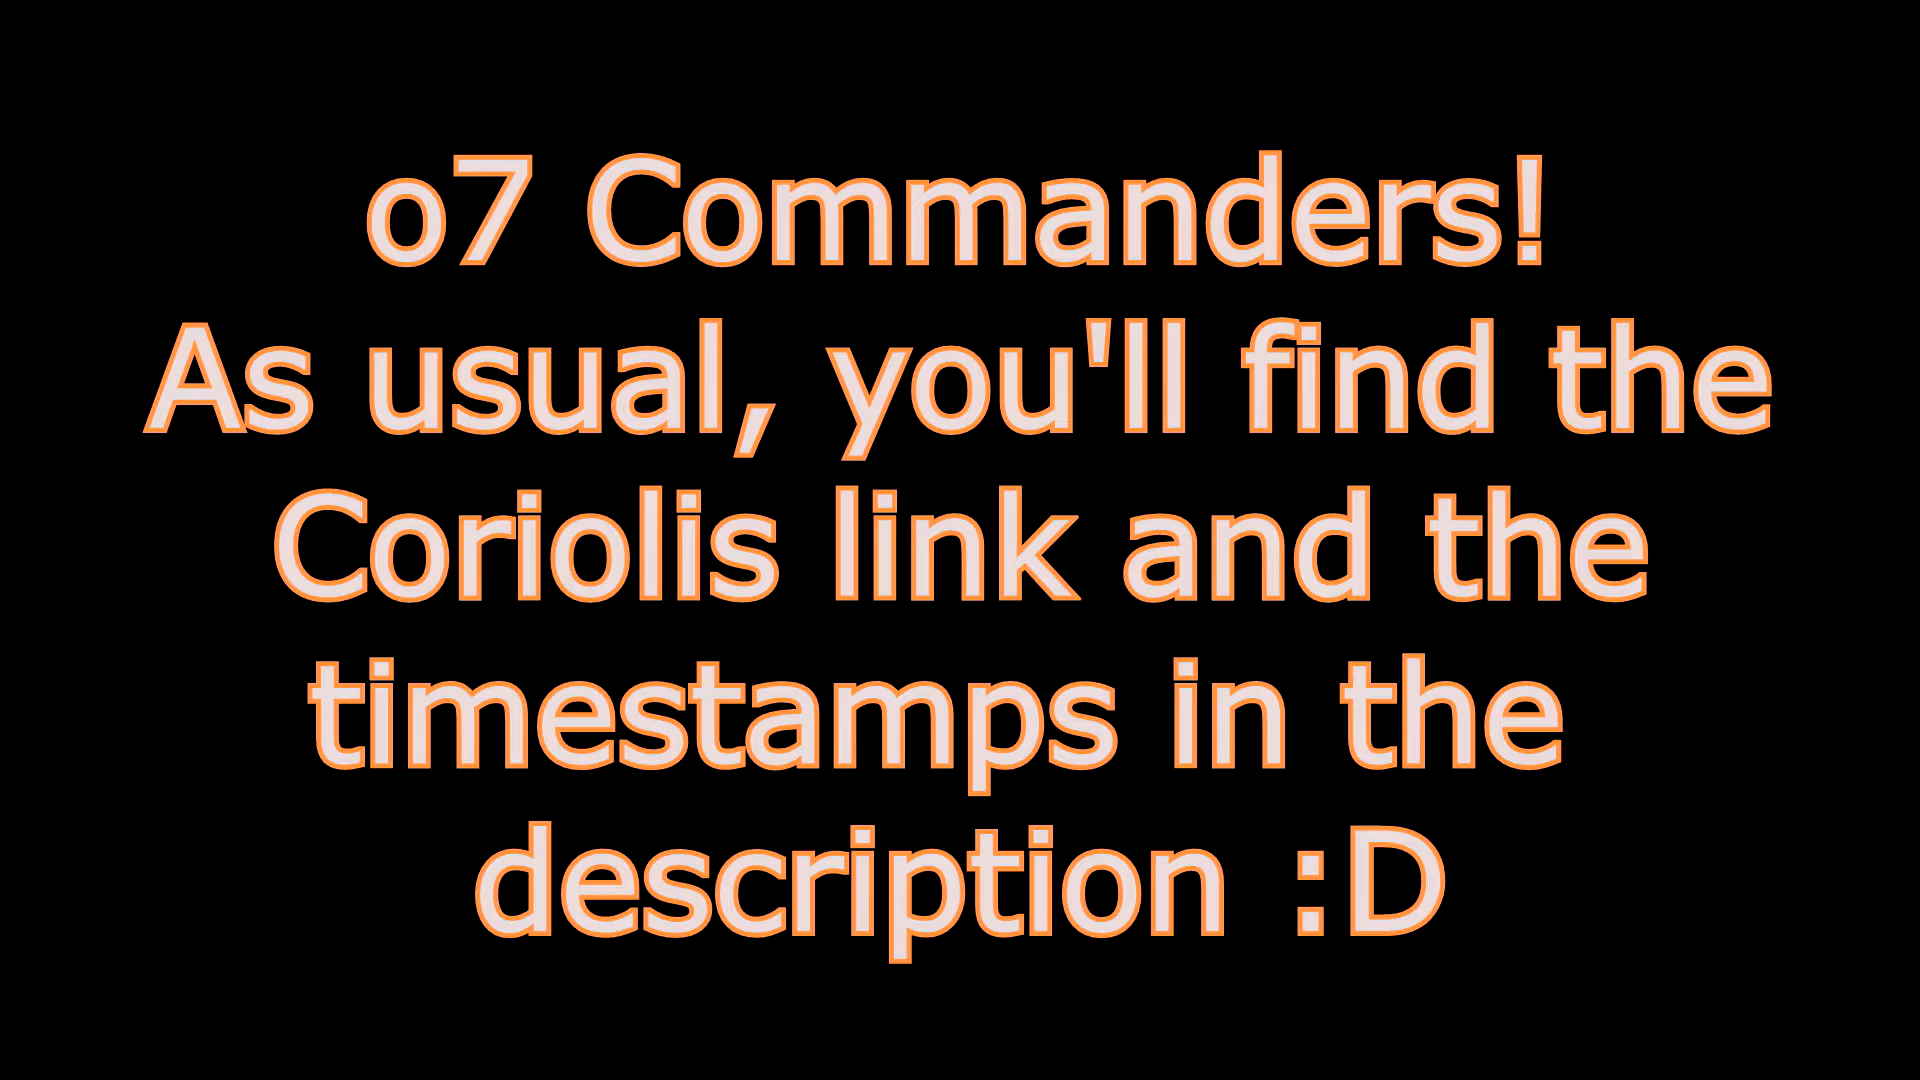 o7 Commanders!
As usual, you'll find the
Coriolis link and the
timestamps in the
description :D